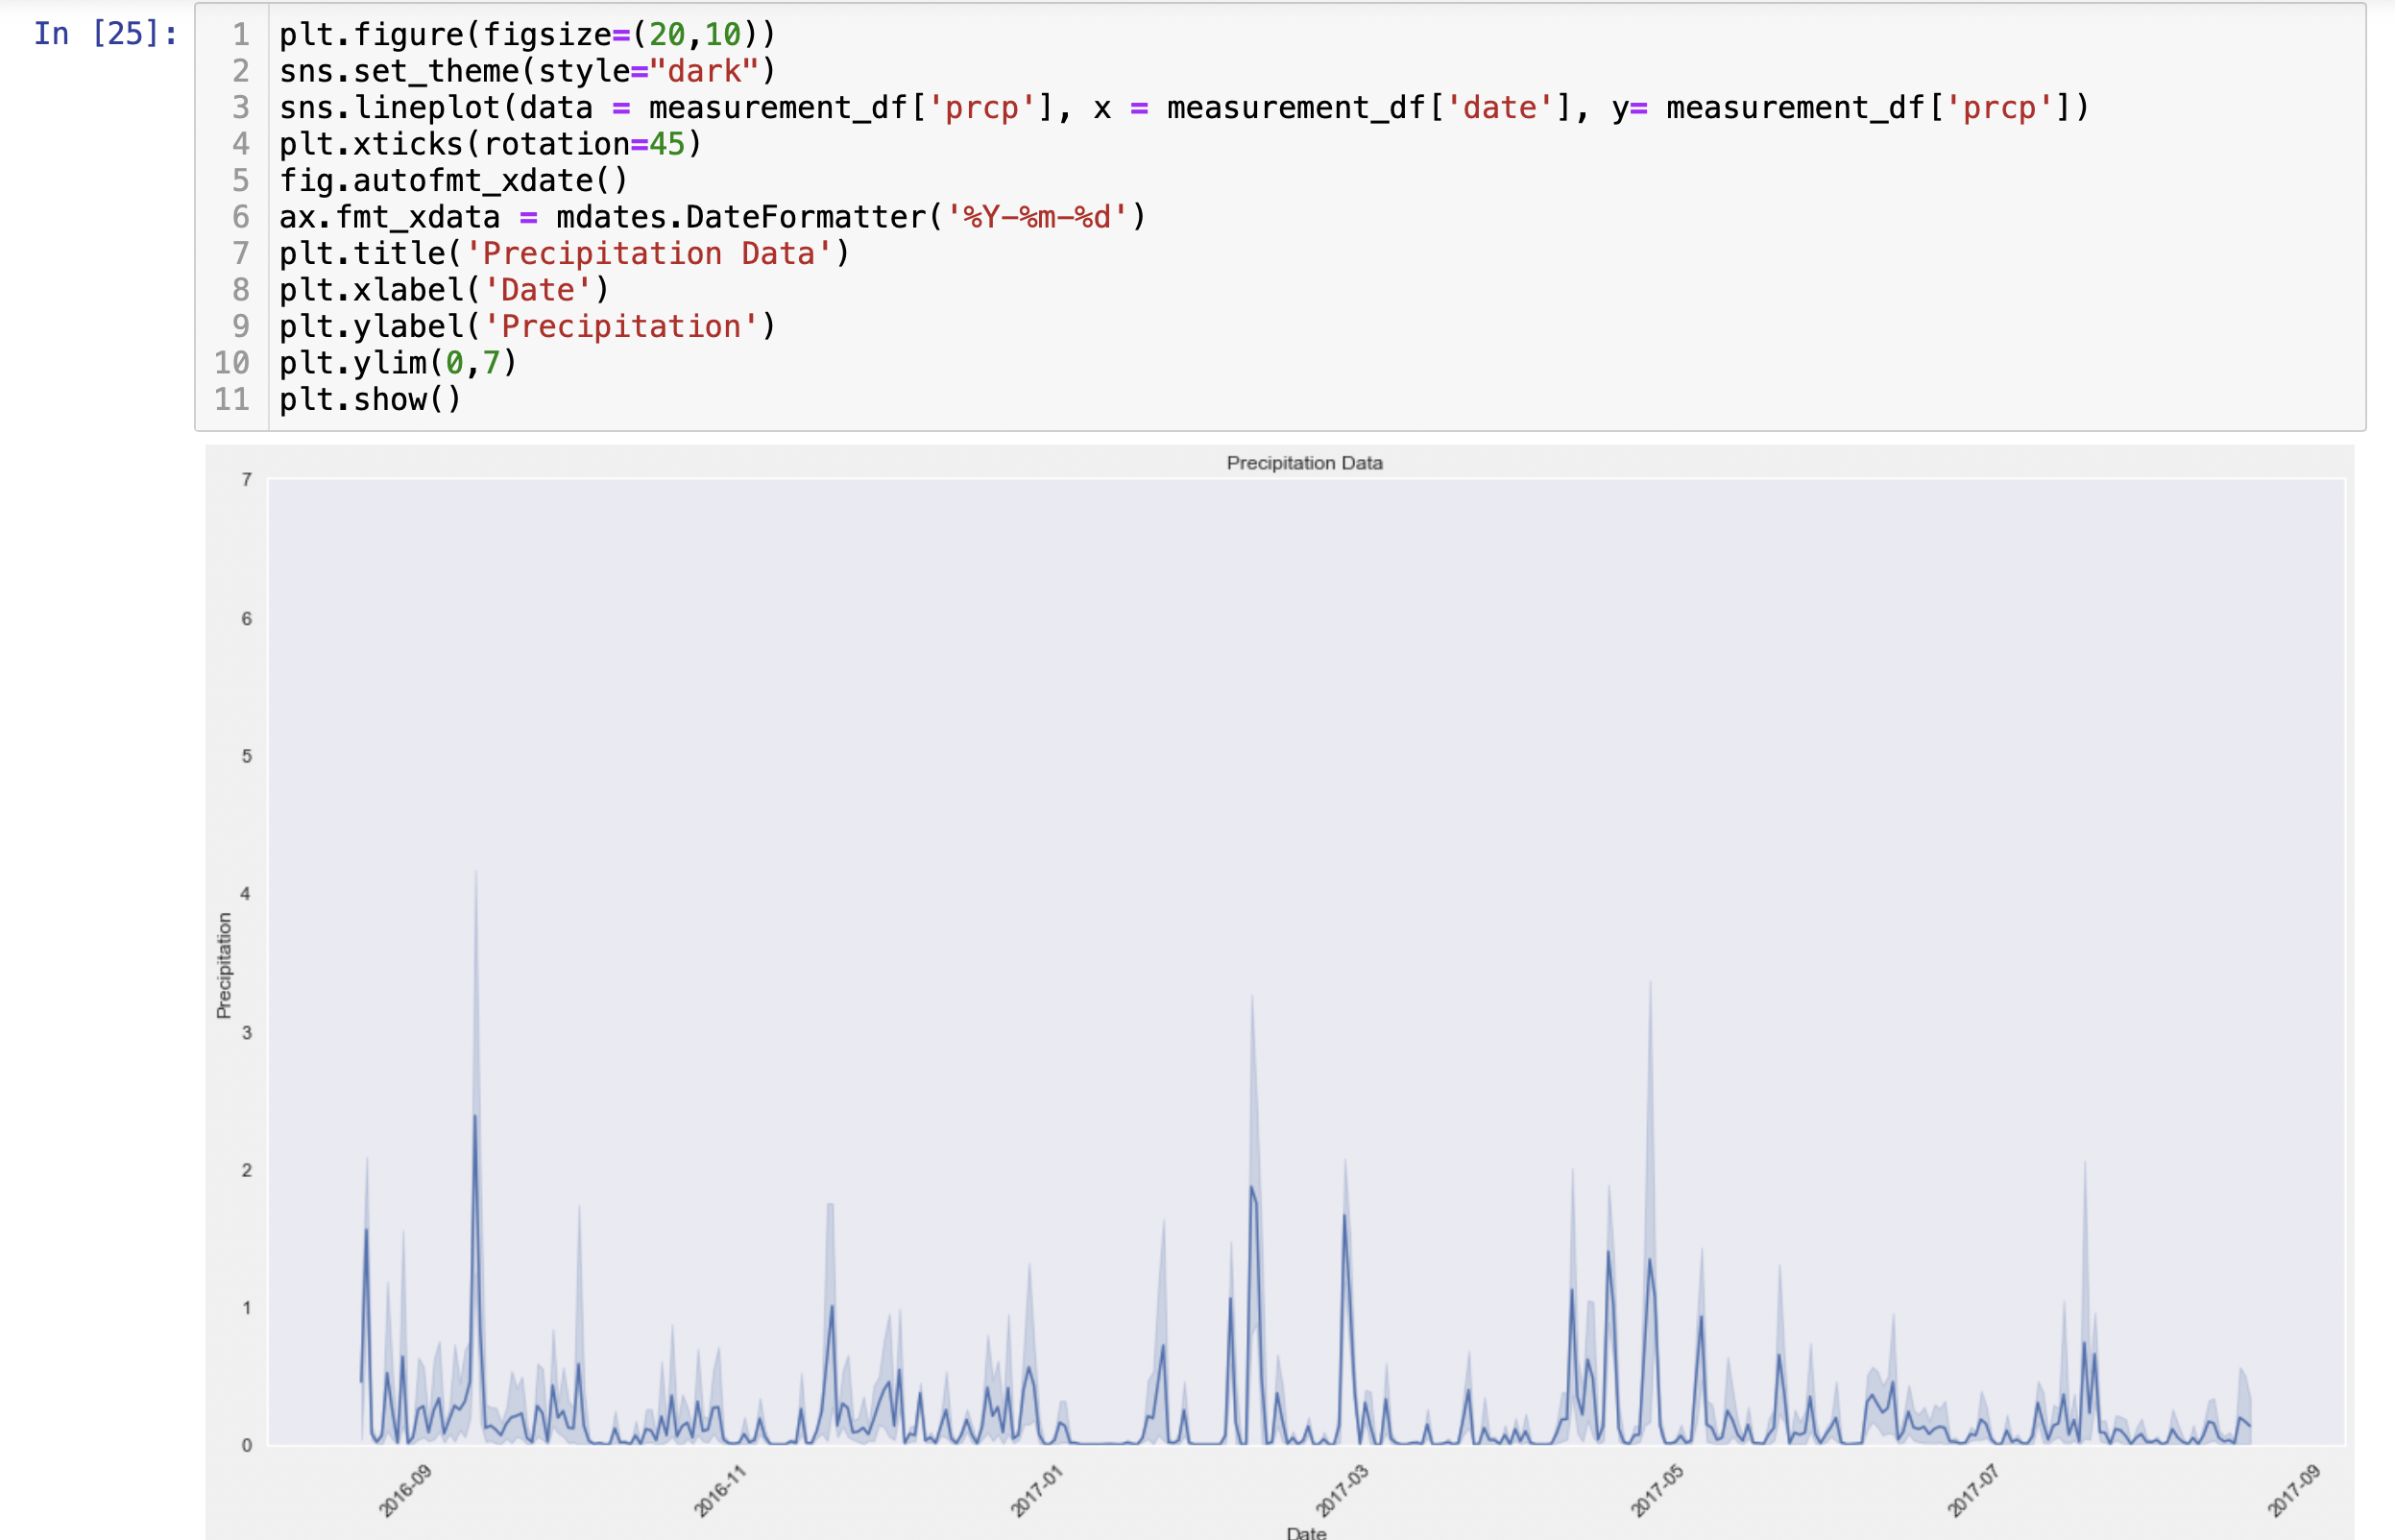 In [25]:
1 plt.figure(figsize=(20,10))
2 sns.set_theme(style="dark")
3 sns.lineplot(data = measurement_df['prcp'], x = measurement_df['date'], y= measurement_df['prcp'])
4 plt.xticks(rotation=45)
5 fig.autofmt_xdate()
6 ax.fmt_xdata = mdates.DateFormatter('%Y-%m-%d')
7 plt.title('Precipitation Data')
8 plt.xlabel('Date')
9 plt.ylabel('Precipitation')
10 plt.ylim(0,7)
11 plt.show()
Precipitation Data
7
6
5
4
3
2
1
0
Precipitation
2016-09
2016-11
2017-01
2017-03
2017-05
2017-07
2017-09
Date